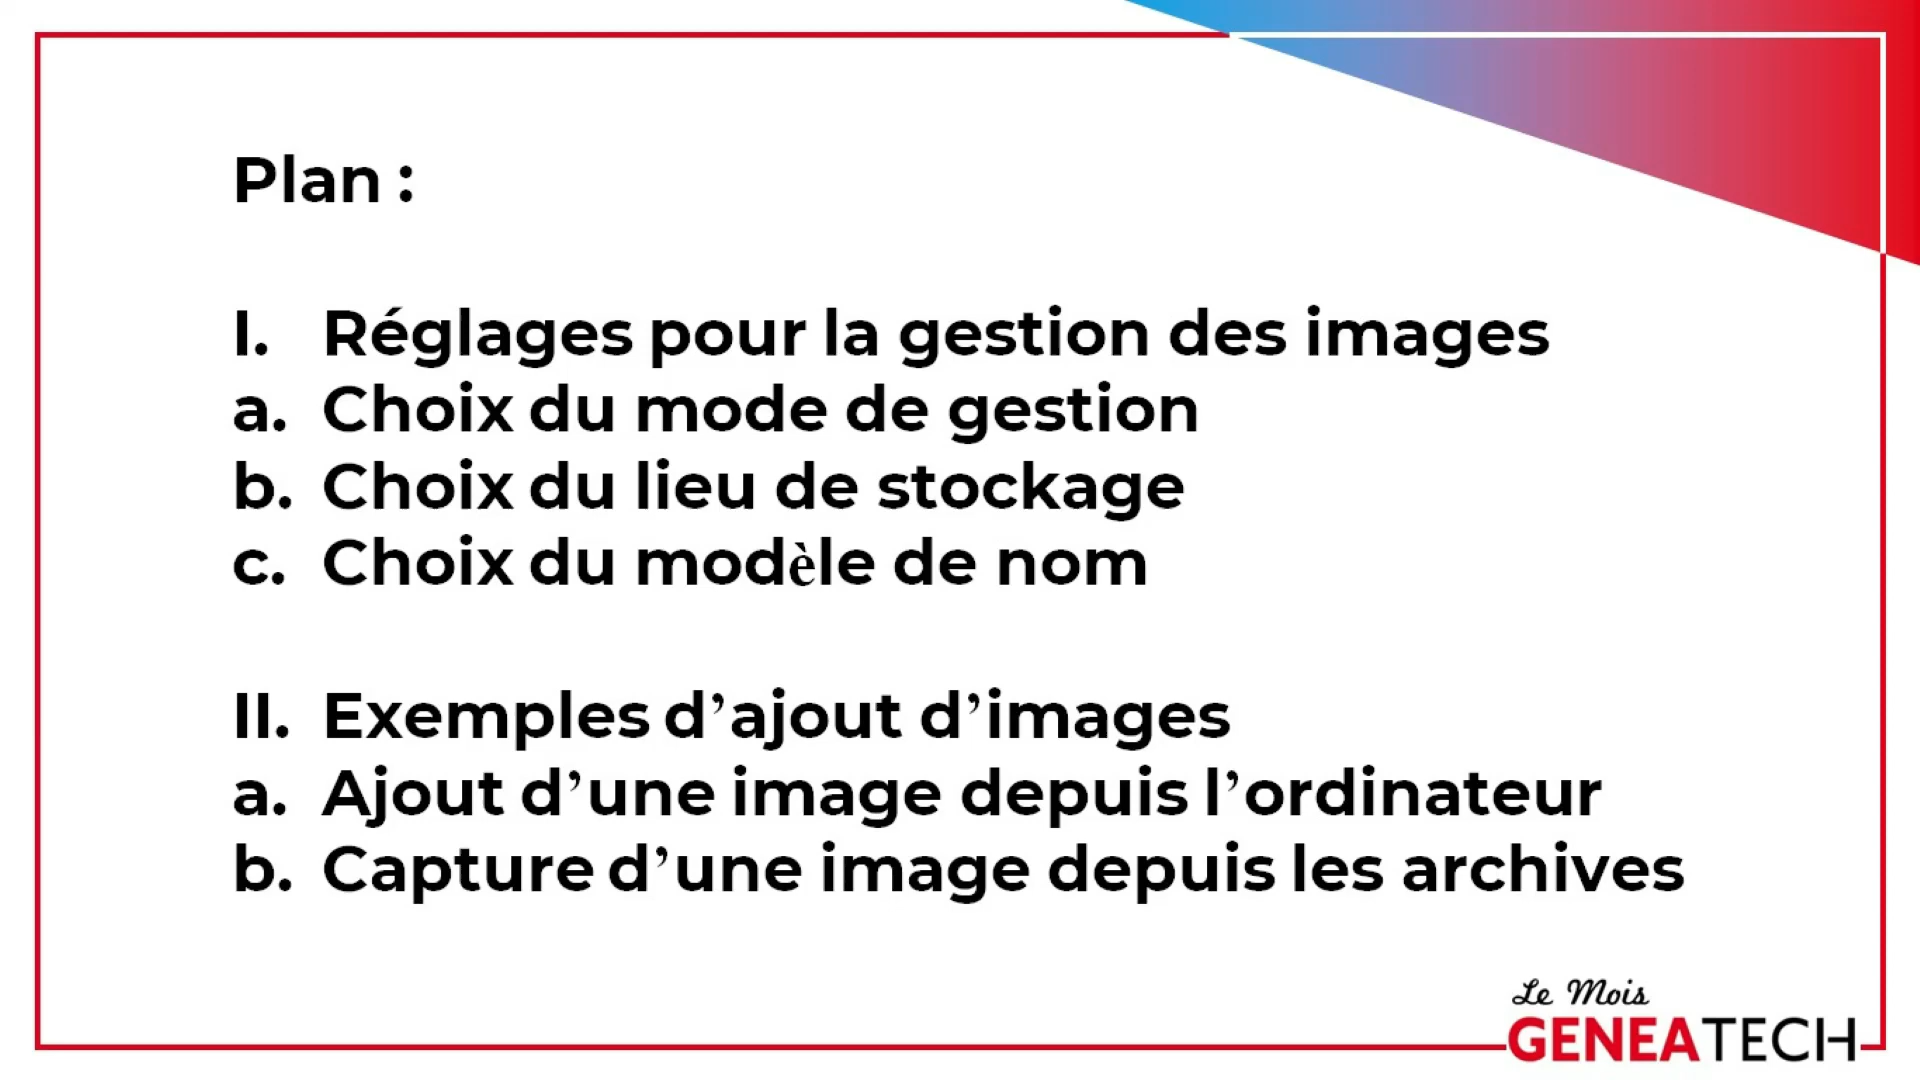 Plan :
I. Réglages pour la gestion des images
a. Choix du mode de gestion
b. Choix du lieu de stockage
c. Choix du modèle de nom
II. Exemples d’ajout d’images
a. Ajout d’une image depuis l’ordinateur
b. Capture d’une image depuis les archives
Le Mois
GENEATECH